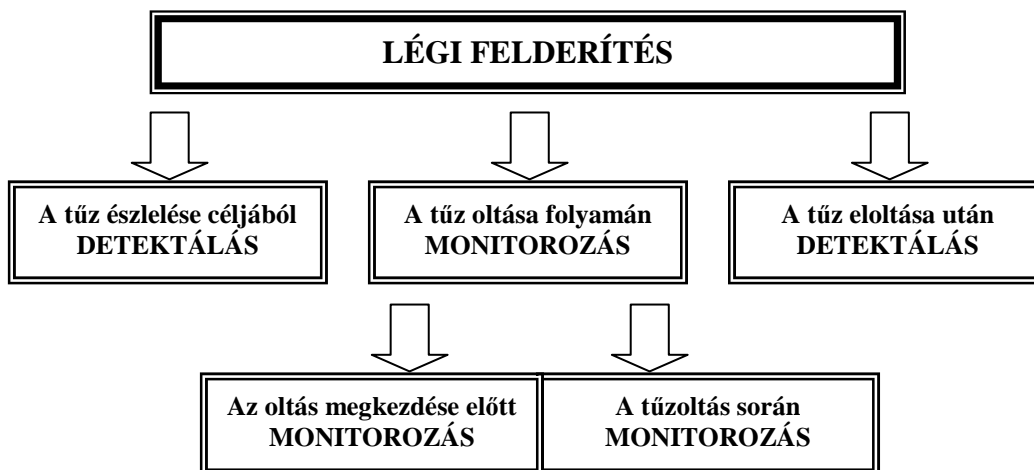 LÉGI FELDERÍTÉS
A tűz észlelése céljából
DETEKTÁLÁS
A tűz oltása folyamán
MONITOROZÁS
A tűz eloltása után
DETEKTÁLÁS
Az oltás megkezdése előtt
MONITOROZÁS
A tűzoltás során
MONITOROZÁS